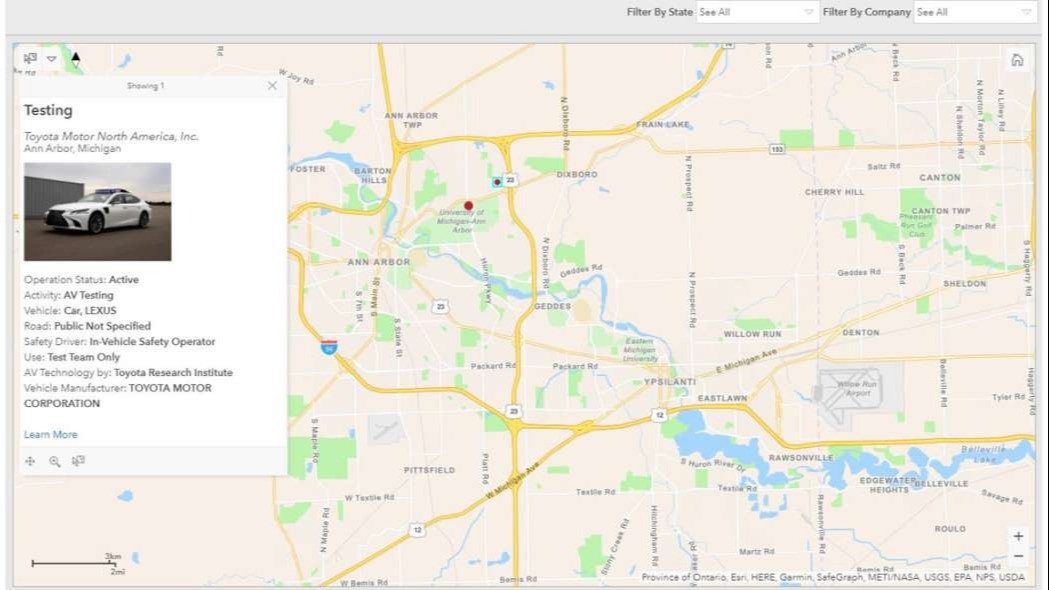 Filter By State See All Filter By Company See All
Showing 1
Testing
Toyota Motor North America, Inc.
Ann Arbor, Michigan
Operation Status: Active
Activity: AV Testing
Vehicle: Car, LEXUS
Road: Public Not Specified
Safety Driver: In-Vehicle Safety Operator
Use: Test Team Only
AV Technology by: Toyota Research Institute
Vehicle Manufacturer: TOYOTA MOTOR
CORPORATION
Learn More
W Joy Rd
Ann Arbor
N Dixboro Rd
S Beck Rd
N Morton Taylor Rd
N Lilley Rd
N Sheldon Rd
ANN ARBOR
TWP
FRAIN LAKE
153
FOSTER
BARTON
HILLS
23
DIXBORO
N Prospect Rd
Saltz Rd
CANTON
CHERRY HILL
University of
Michigan-Ann
Arbor
CANTON TWP
Pheasant
Run Golf
Club
Palmer Rd
ANN ARBOR
Huron Pkwy
N Dixboro Rd
Geddes Rd
N Prospect Rd
Geddes Rd
S Beck Rd
S Haggerty Rd
SHELDON
S 7th St
S Main St
S State St
23
GEDDES
WILLOW RUN
DENTON
94
Eastern
Michigan
University
E Michigan Ave
Packard Rd
Packard Rd
YPSILANTI
Willow Run
Airport
Belleville Rd
Haggerty Rd
Tyler Rd
EASTLAWN
23
12
S Maple Rd
RAWSONVILLE
Belleville
Lake
PITTSFIELD
Platt Rd
W Michigan Ave
S Huron River Dr
EDGEWATER
HEIGHTS
BELLEVILLE
W Textile Rd
Textile Rd
Textile Rd
Savage Rd
N Maple Rd
12
Stony Creek Rd
Hitchingham Rd
Rawsonville Rd
ROULO
Martz Rd
3km
2mi
W Bemis Rd
Bemis Rd
Bemis Rd
Bemis Rd
Province of Ontario, Esri, HERE, Garmin, SafeGraph, METI/NASA, USGS, EPA, NPS, USDA